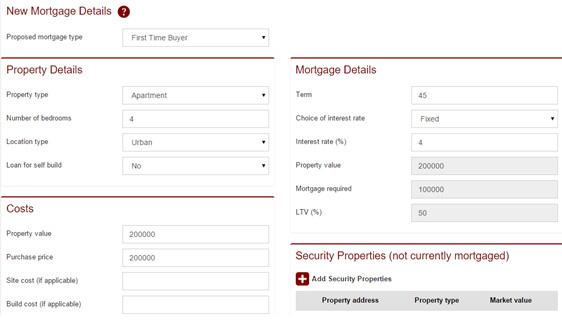 New Mortgage Details ?
Proposed mortgage type First Time Buyer
Property Details
Property type Apartment
Number of bedrooms 4
Location type Urban
Loan for self build No
Costs
Property value 200000
Purchase price 200000
Site cost (if applicable)
Build cost (if applicable)
Mortgage Details
Term 45
Choice of interest rate Fixed
Interest rate (%) 4
Property value 200000
Mortgage required 100000
LTV (%) 50
Security Properties (not currently mortgaged)
Add Security Properties
Property address Property type Market value